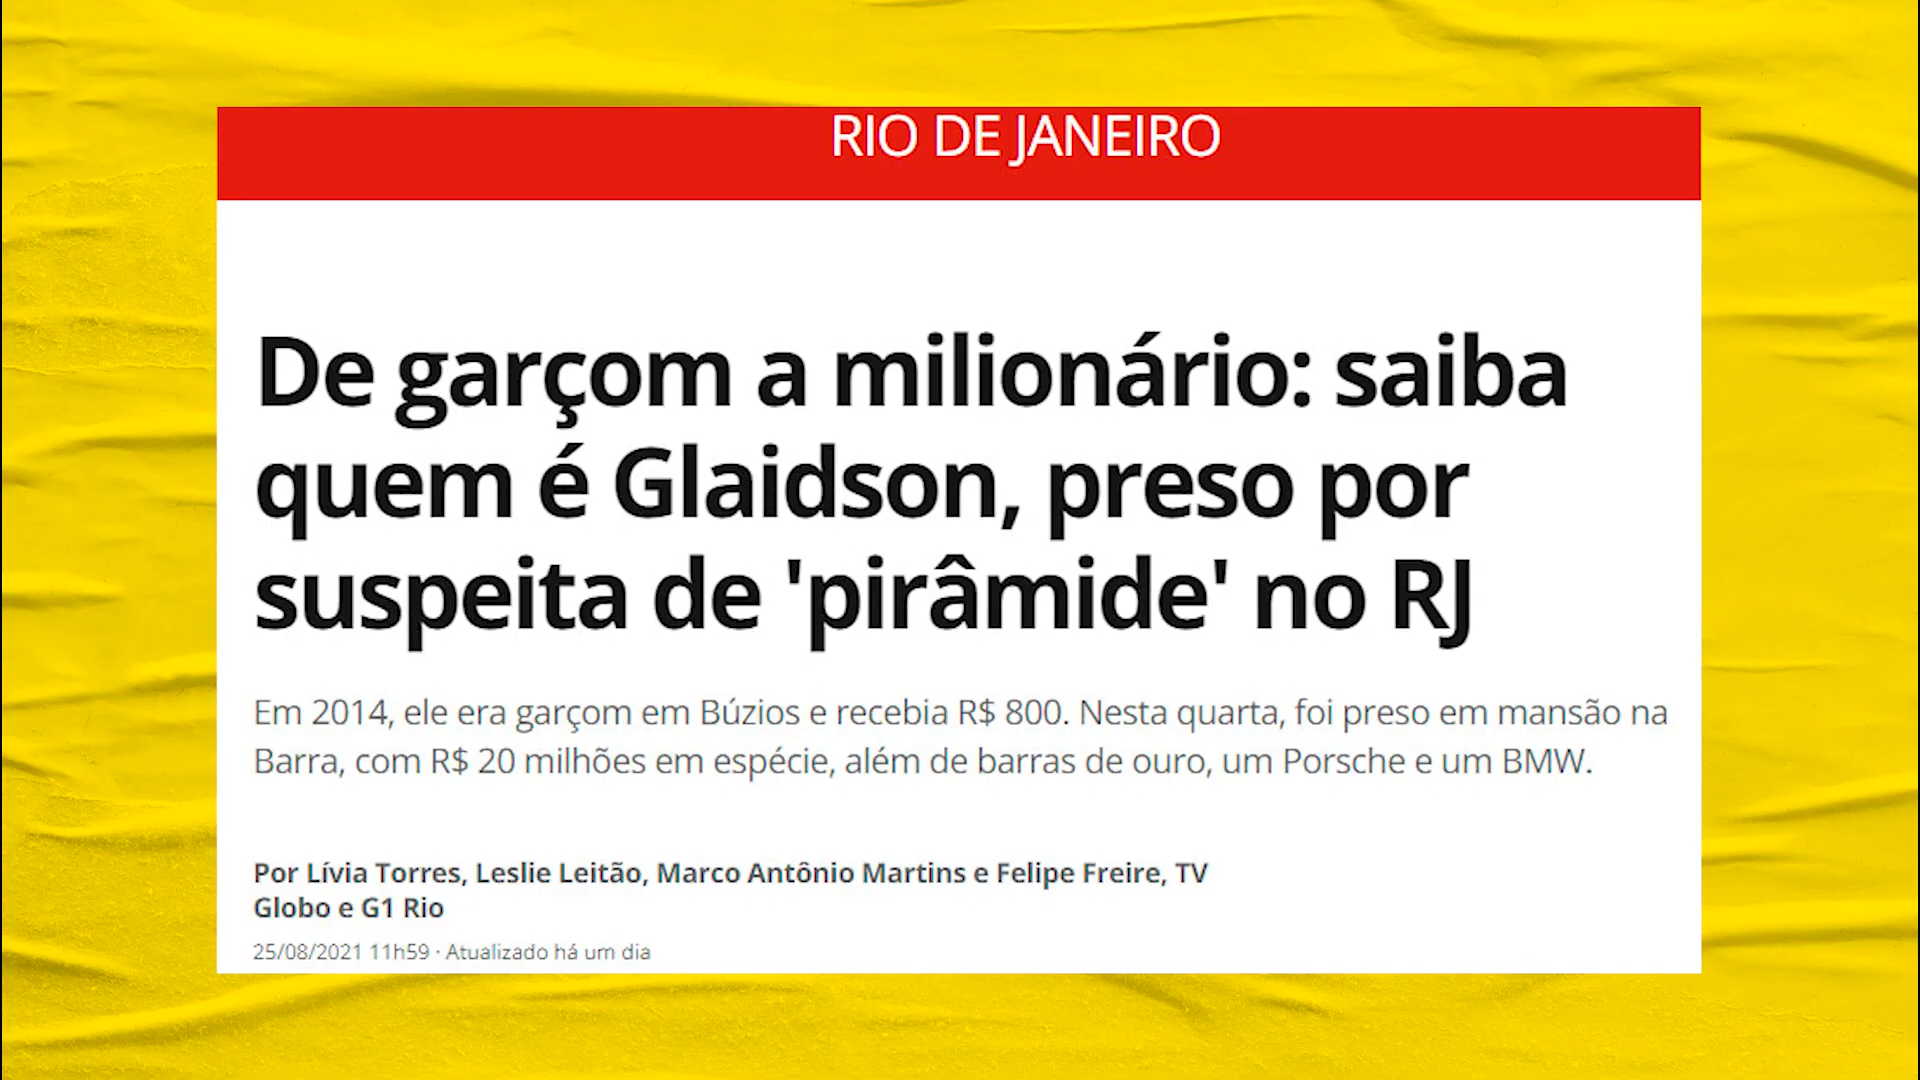 RIO DE JANEIRO
De garçom a milionário: saiba
quem é Glaidson, preso por
suspeita de 'pirâmide' no RJ
Em 2014, ele era garçom em Búzios e recebia R$ 800. Nesta quarta, foi preso em mansão na
Barra, com R$ 20 milhões em espécie, além de barras de ouro, um Porsche e um BMW.
Por Lívia Torres, Leslie Leitão, Marco Antônio Martins e Felipe Freire, TV
Globo e G1 Rio
25/08/2021 11h59 · Atualizado há um dia